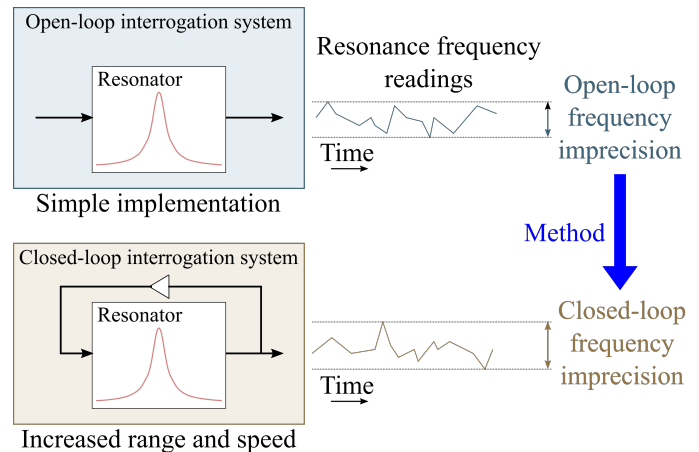 Open-loop interrogation system
Resonator
Simple implementation
Resonance frequency
readings
Time
Open-loop
frequency
imprecision
Method
Closed-loop interrogation system
Resonator
Increased range and speed
Time
Closed-loop
frequency
imprecision